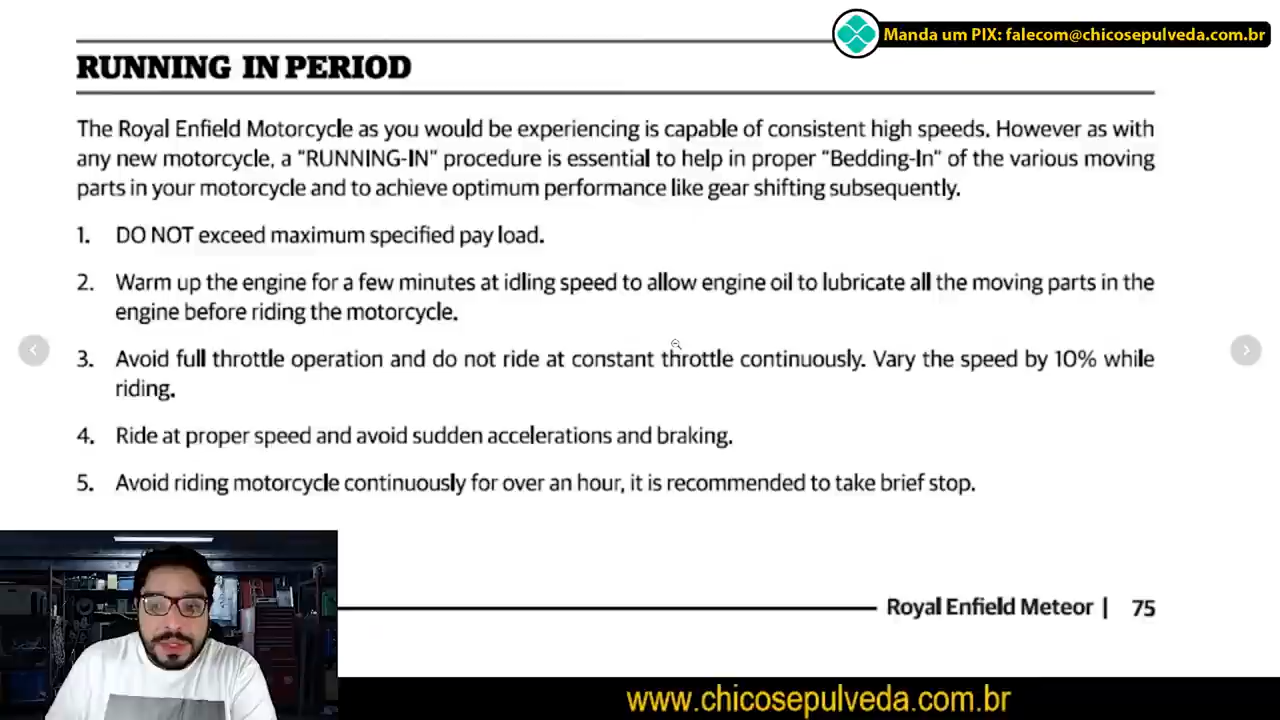 Manda um PIX: falecom@chicosepulveda.com.br
RUNNING IN PERIOD
The Royal Enfield Motorcycle as you would be experiencing is capable of consistent high speeds. However as with
any new motorcycle, a "RUNNING-IN" procedure is essential to help in proper "Bedding-In" of the various moving
parts in your motorcycle and to achieve optimum performance like gear shifting subsequently.
1. DO NOT exceed maximum specified pay load.
2. Warm up the engine for a few minutes at idling speed to allow engine oil to lubricate all the moving parts in the
engine before riding the motorcycle.
3. Avoid full throttle operation and do not ride at constant throttle continuously. Vary the speed by 10% while
riding.
4. Ride at proper speed and avoid sudden accelerations and braking.
5. Avoid riding motorcycle continuously for over an hour, it is recommended to take brief stop.
Royal Enfield Meteor | 75
www.chicosepulveda.com.br